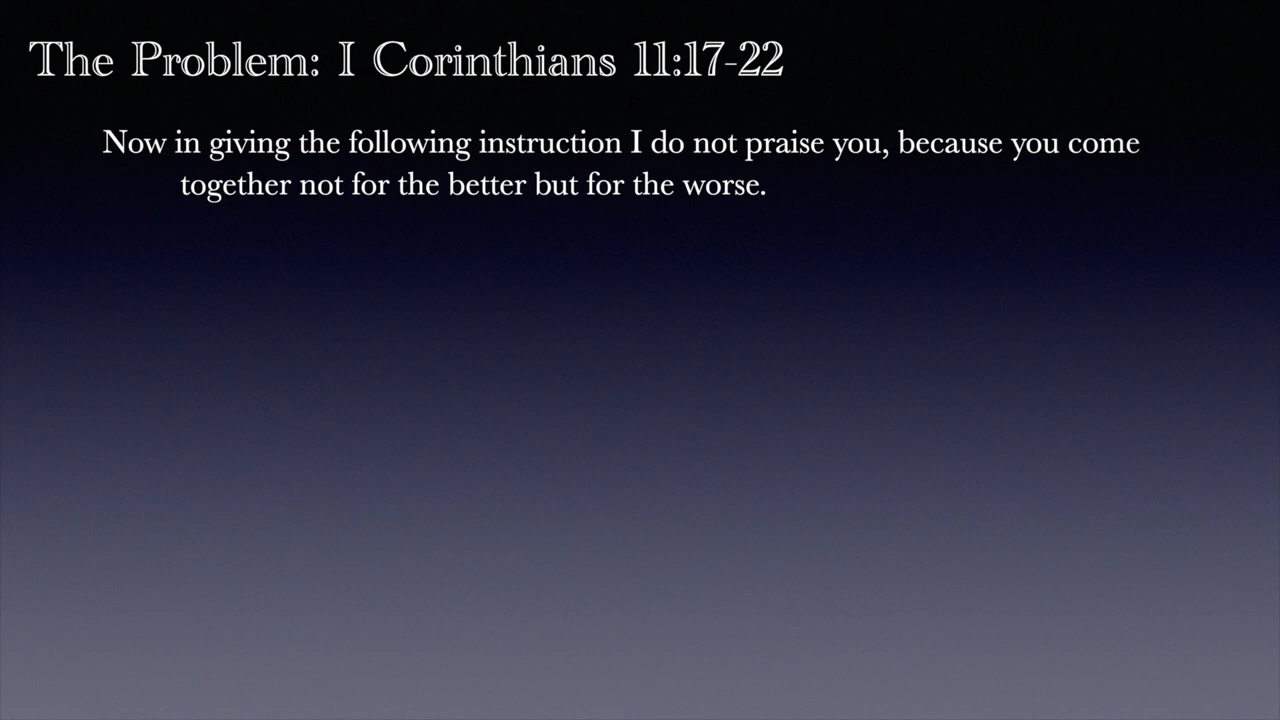 The Problem: I Corinthians 11:17-22
Now in giving the following instruction I do not praise you, because you come
together not for the better but for the worse.